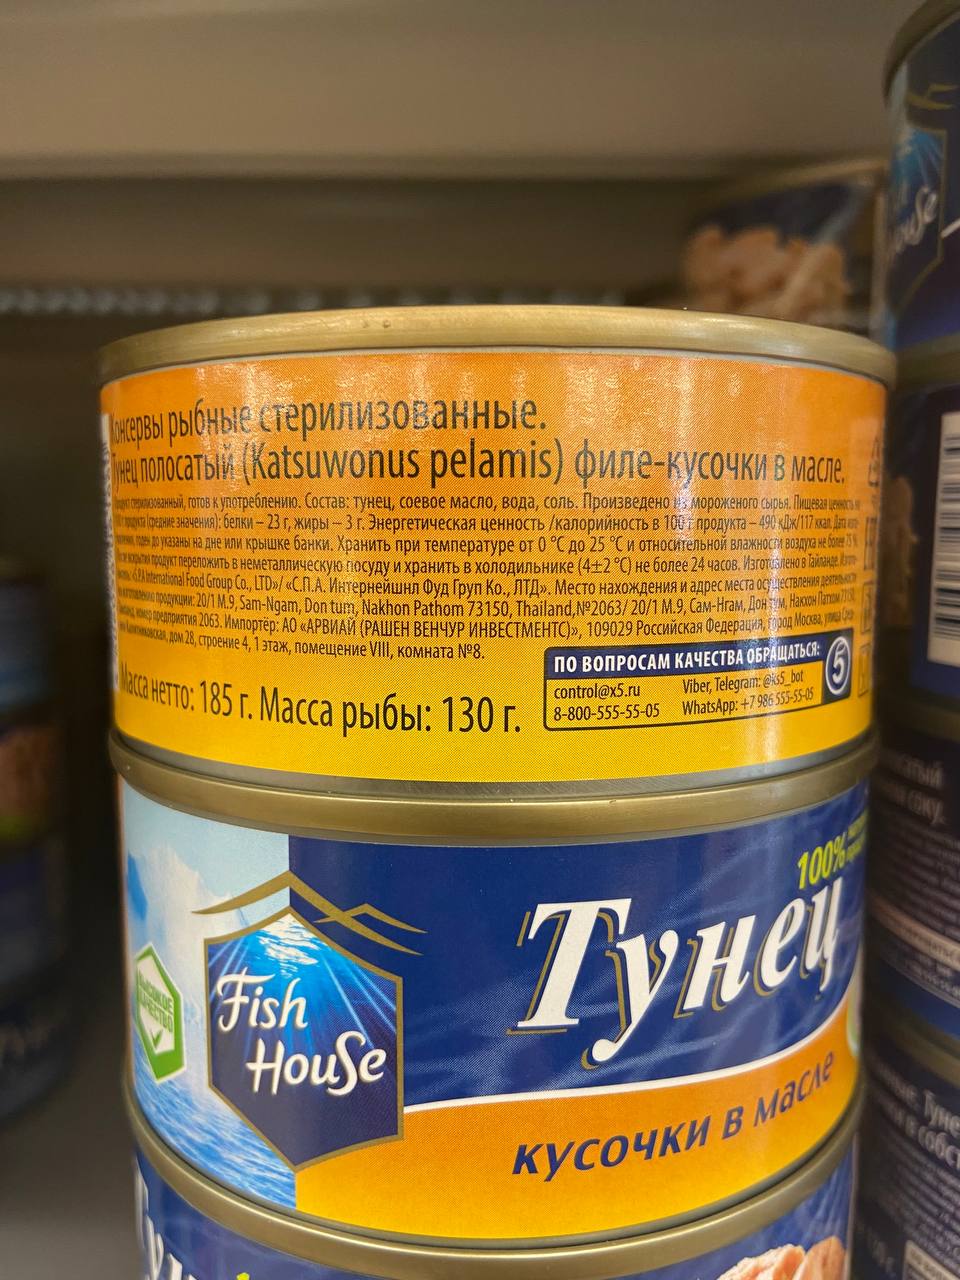 Консервы рыбные стерилизованные.
Тунец полосатый (Katsuwonus pelamis) филе-кусочки в масле.
стерилизованный, готов к употреблению. Состав: тунец, соевое масло, вода, соль. Произведено из мороженого сырья. Пищевая ценность
продукта (средние значения): белки – 23 г, жиры – 3 г. Энергетическая ценность /калорийность в 100 г продукта – 490 кДж/117 ккал. Дата
годен до указаны на дне или крышке банки. Хранить при температуре от 0 °С до 25 °С и относительной влажности воздуха не более 75 %.
вскрытия продукт переложить в неметаллическую посуду и хранить в холодильнике (4±2 °С) не более 24 часов. Изготовлено в Таиланде.
«S.P.A International Food Group Co., LTD»/ «С.П.А. Интернейшнл Фуд Груп Ко., ЛТД». Место нахождения и адрес места осуществления деятельности
по изготовлению продукции: 20/1 M.9, Sam-Ngam, Don tum, Nakhon Pathom 73150, Thailand,№2063/ 20/1 М.9, Сам-Нгам, Дон тум, Накхон Патхом 73150,
номер предприятия 2063. Импортёр: АО «АРВИАЙ (РАШЕН ВЕНЧУР ИНВЕСТМЕНТС)», 109029 Российская Федерация, город Москва, улица
Калитниковская, дом 28, строение 4, 1 этаж, помещение VIII, комната №8.
Масса нетто: 185 г. Масса рыбы: 130 г.
ПО ВОПРОСАМ КАЧЕСТВА ОБРАЩАТЬСЯ:
control@x5.ru
8-800-555-55-05
Viber, Telegram: @x5_bot
WhatsApp: +7 986 555-55-05
5
100%
Тунец
ВЫСОКОЕ
КАЧЕСТВО
Fish
House
кусочки в масле